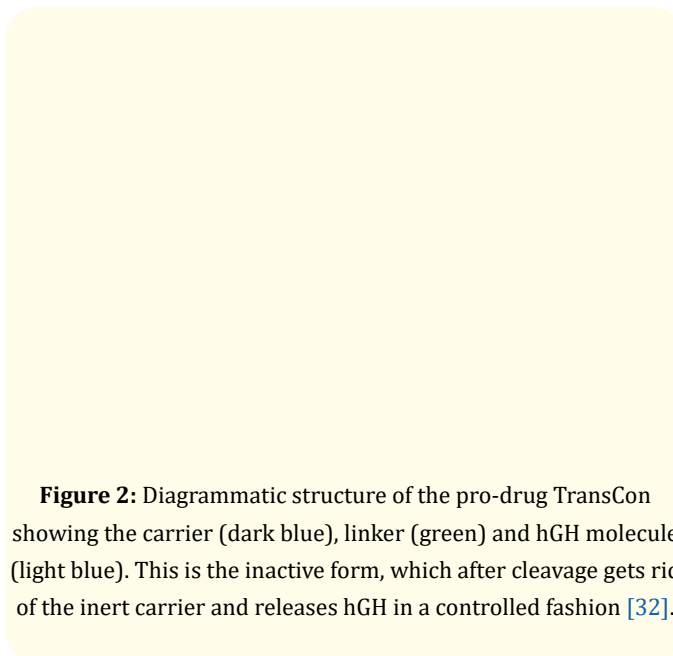 Figure 2: Diagrammatic structure of the pro-drug TransCon
showing the carrier (dark blue), linker (green) and hGH molecule
(light blue). This is the inactive form, which after cleavage gets rid
of the inert carrier and releases hGH in a controlled fashion [32].